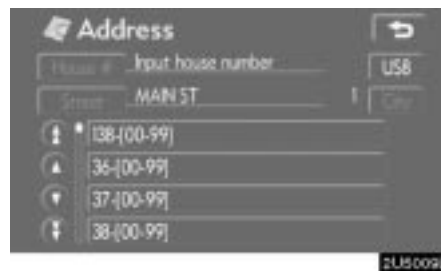 Address
House # Input house number USB
Street MAIN ST 1 City
138-(00-99)
36-(00-99)
37-(00-99)
38-(00-99)
2U5009